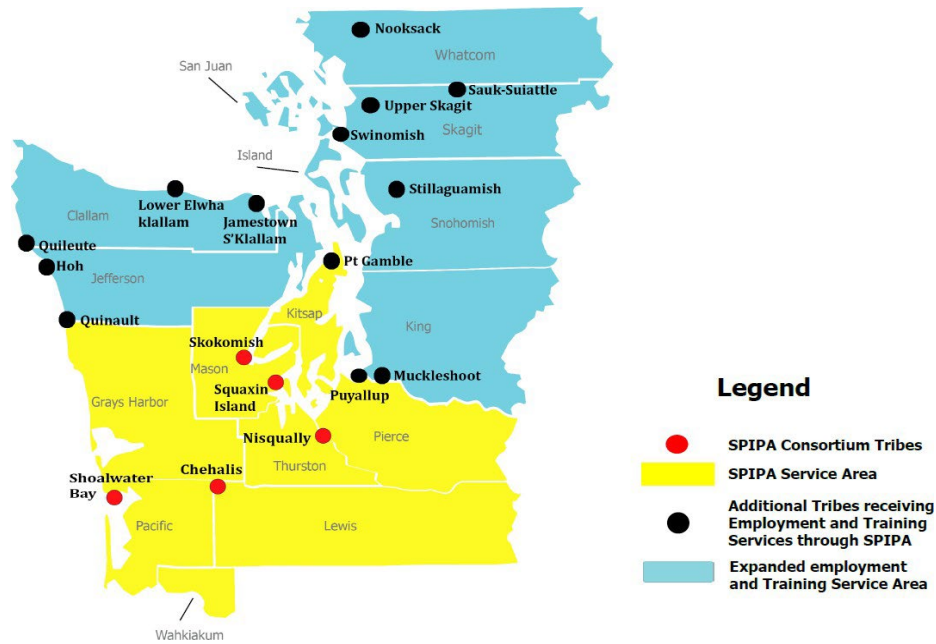 Nooksack
Whatcom
San Juan
Sauk-Suiattle
Upper Skagit
Skagit
Swinomish
Island
Stillaguamish
Lower Elwha
klallam
Jamestown
S'Klallam
Clallam
Snohomish
Quileute
Hoh
Pt Gamble
Jefferson
Quinault
Kitsap
King
Skokomish
Mason
Muckleshoot
Squaxin
Island
Puyallup
Grays Harbor
Nisqually
Pierce
Thurston
Chehalis
Shoalwater
Bay
Pacific
Lewis
Wahkiakum
Legend
SPIPA Consortium Tribes
SPIPA Service Area
Additional Tribes receiving
Employment and Training
Services through SPIPA
Expanded employment
and Training Service Area